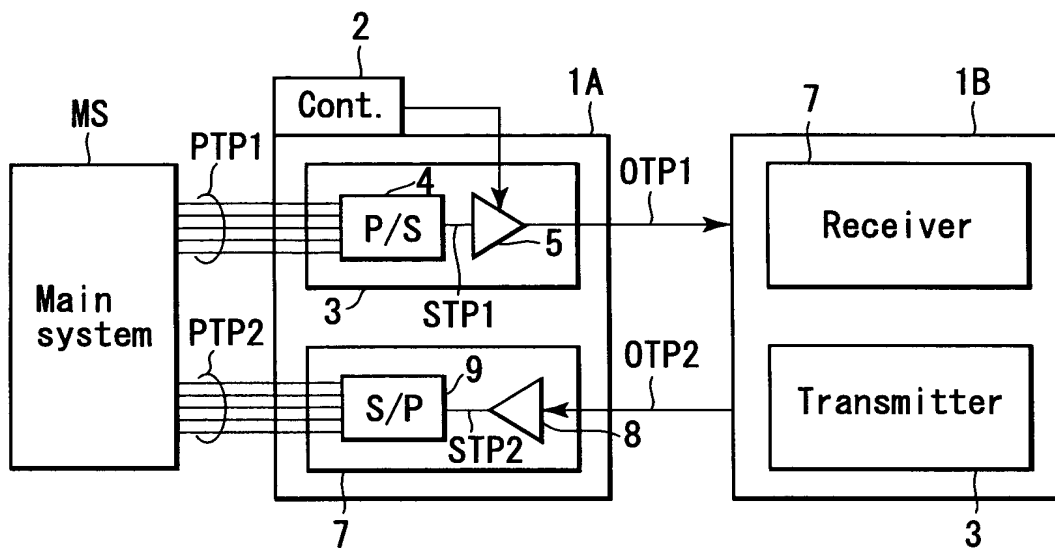 2
Cont.
1A
7
1B
MS
PTP1
4
P/S
5
OTP1
Receiver
3
STP1
Main
system
PTP2
9
S/P
8
STP2
OTP2
Transmitter
7
3